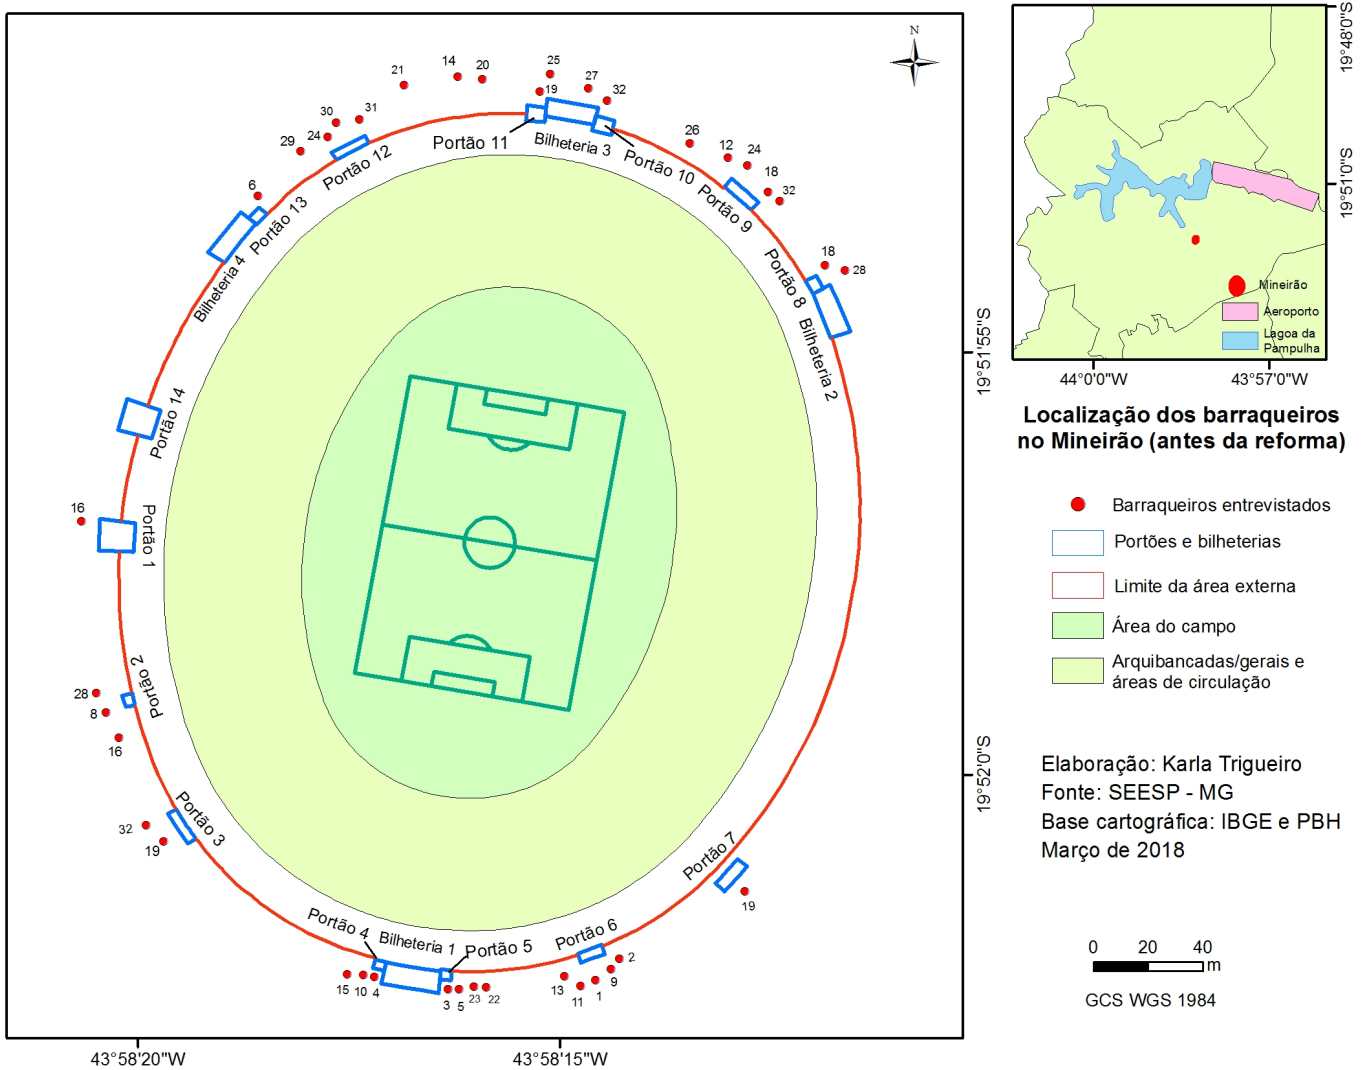 N
25
14
20
21
27
19
32
31
30
24
29
26
12
24
18
32
6
18
28
Portão 11
Bilheteria 3
Portão 10
Portão 12
Portão 9
Portão 13
Bilheteria 4
Portão 8
Bilheteria 2
Portão 14
16
Portão 1
28
8
16
Portão 2
32
19
Portão 3
Portão 7
19
Portão 4
Bilheteria 1
Portão 5
Portão 6
15
10
4
3
5
23
22
13
11
1
9
2
43°58'20"W
43°58'15"W
19°51'55"S
19°52'0"S
19°48'0"S
19°51'0"S
Mineirão
Aeroporto
Lagoa da
Pampulha
44°0'0"W
43°57'0"W
Localização dos barraqueiros
no Mineirão (antes da reforma)
Barraqueiros entrevistados
Portões e bilheterias
Limite da área externa
Área do campo
Arquibancadas/gerais e
áreas de circulação
Elaboração: Karla Trigueiro
Fonte: SEESP - MG
Base cartográfica: IBGE e PBH
Março de 2018
0 20 40
m
GCS WGS 1984